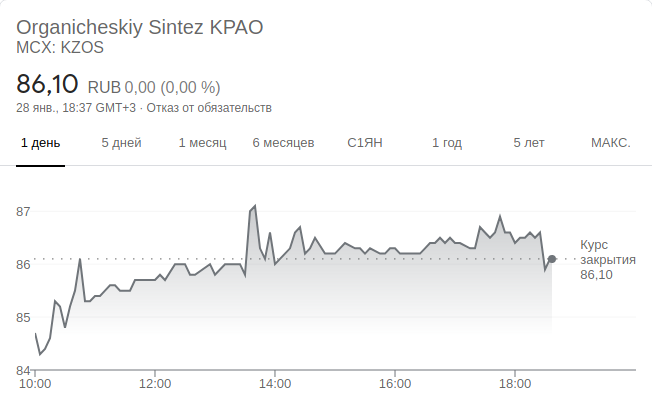 Organicheskiy Sintez KPAO
MCX: KZOS
86,10 RUB 0,00 (0,00 %)
28 янв., 18:37 GMT+3 · Отказ от обязательств
1 день 5 дней 1 месяц 6 месяцев С1ЯН 1 год 5 лет МАКС.
87
86
85
84
Курс
закрытия
86,10
10:00 12:00 14:00 16:00 18:00